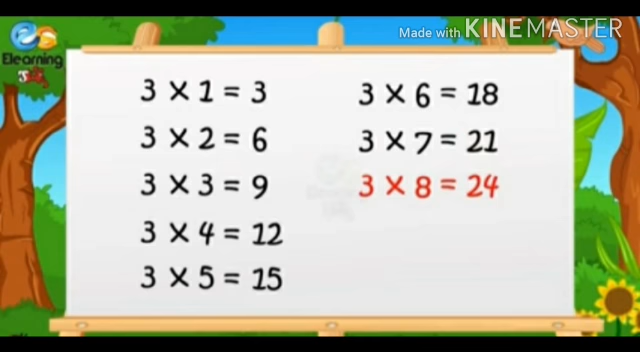 Made with KINEMASTER
Elearning
3 × 1 = 3
3 × 2 = 6
3 × 3 = 9
3 × 4 = 12
3 × 5 = 15
3 × 6 = 18
3 × 7 = 21
3 × 8 = 24